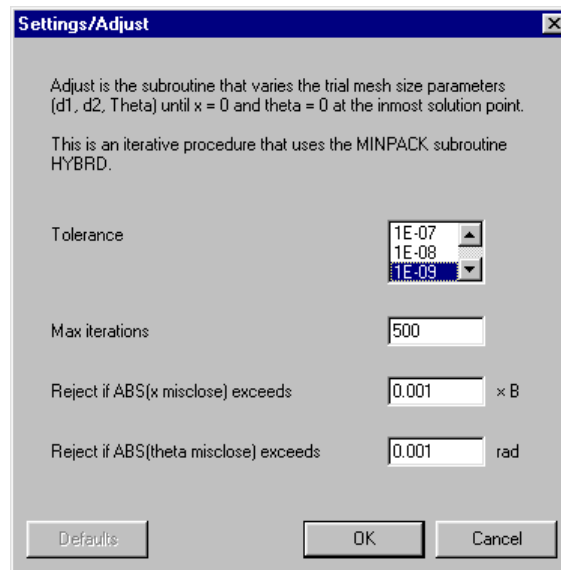 Settings/Adjust
Adjust is the subroutine that varies the trial mesh size parameters
(d1, d2, Theta) until x = 0 and theta = 0 at the inmost solution point.
This is an iterative procedure that uses the MINPACK subroutine
HYBRD.
Tolerance
1E-07
1E-08
1E-09
Max iterations
500
Reject if ABS(x misclose) exceeds
0.001
× B
Reject if ABS(theta misclose) exceeds
0.001
rad
Defaults
OK
Cancel